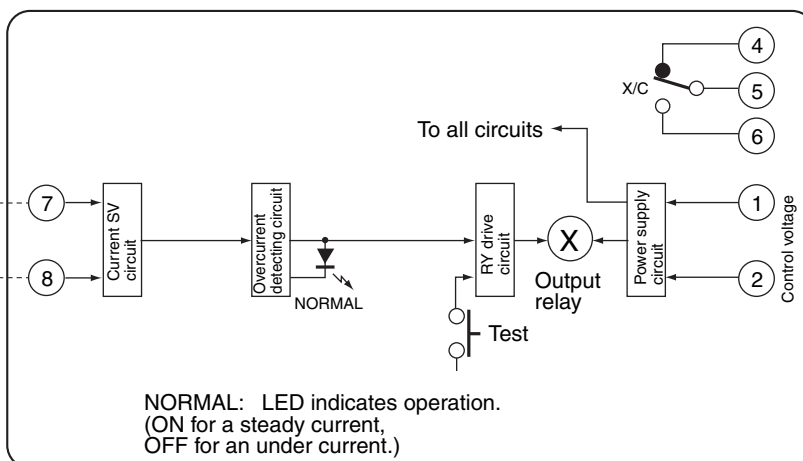 4
X/C
5
6
To all circuits
7
8
Current SV
circuit
Overcurrent
detecting circuit
NORMAL
RY drive
circuit
X
Output
relay
Test
Power supply
circuit
1
2
Control voltage
NORMAL: LED indicates operation.
(ON for a steady current,
OFF for an under current.)